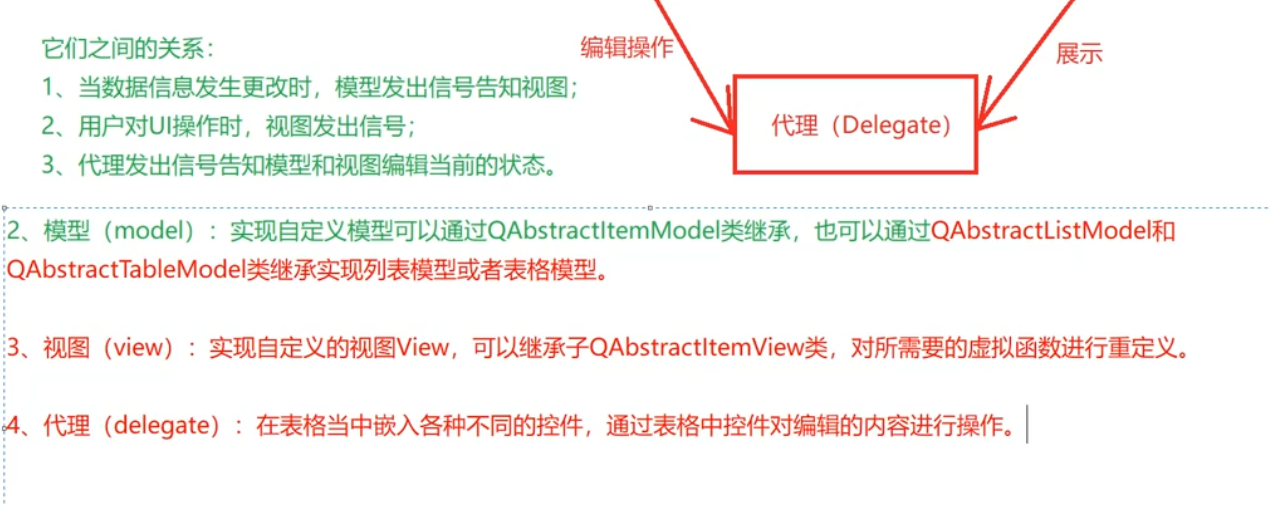 它们之间的关系：
编辑操作
展示
1、当数据信息发生更改时，模型发出信号告知视图；
2、用户对UI操作时，视图发出信号；
代理（Delegate）
3、代理发出信号告知模型和视图编辑当前的状态。
2、模型（model）：实现自定义模型可以通过QAbstractItemModel类继承，也可以通过QAbstractListModel和
QAbstractTableModel类继承实现列表模型或者表格模型。
3、视图（view）：实现自定义的视图View，可以继承子QAbstractItemView类，对所需要的虚拟函数进行重定义。
4、代理（delegate）：在表格当中嵌入各种不同的控件，通过表格中控件对编辑的内容进行操作。